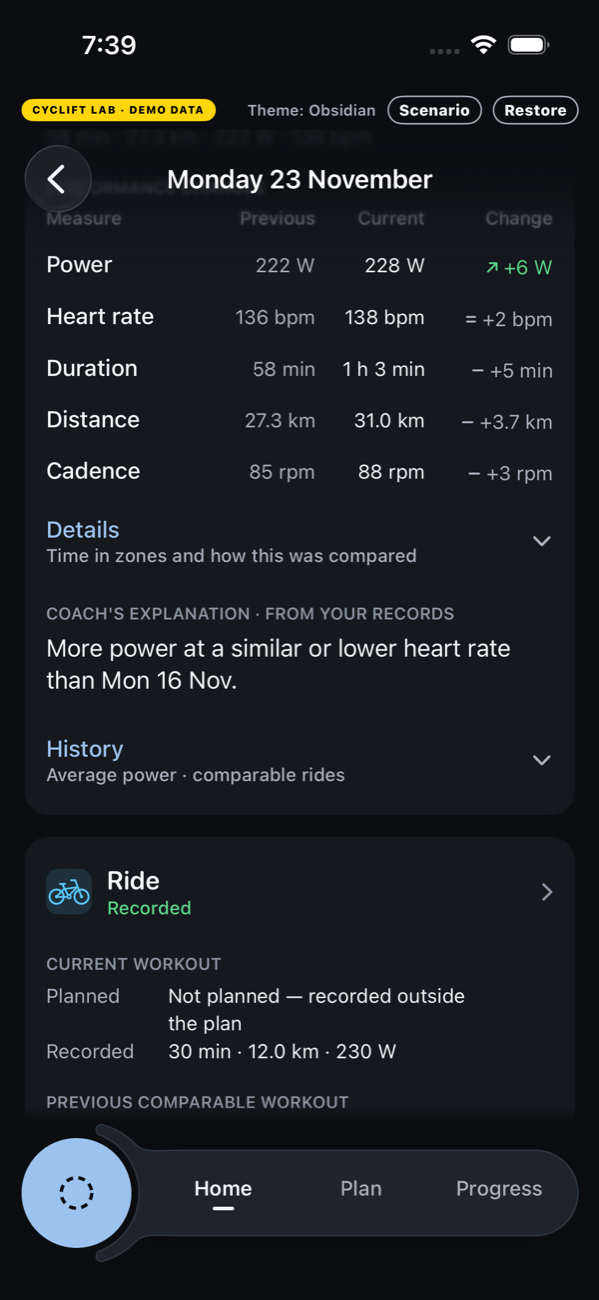 7:39
CYCLIFT LAB · DEMO DATA
Theme: Obsidian
Scenario
Restore
Monday 23 November
Measure Previous Current Change
Power 222 W 228 W ↗ +6 W
Heart rate 136 bpm 138 bpm = +2 bpm
Duration 58 min 1 h 3 min — +5 min
Distance 27.3 km 31.0 km — +3.7 km
Cadence 85 rpm 88 rpm — +3 rpm
Details
Time in zones and how this was compared
COACH'S EXPLANATION · FROM YOUR RECORDS
More power at a similar or lower heart rate
than Mon 16 Nov.
History
Average power · comparable rides
Ride
Recorded
CURRENT WORKOUT
Planned Not planned — recorded outside
the plan
Recorded 30 min · 12.0 km · 230 W
PREVIOUS COMPARABLE WORKOUT
Home Plan Progress